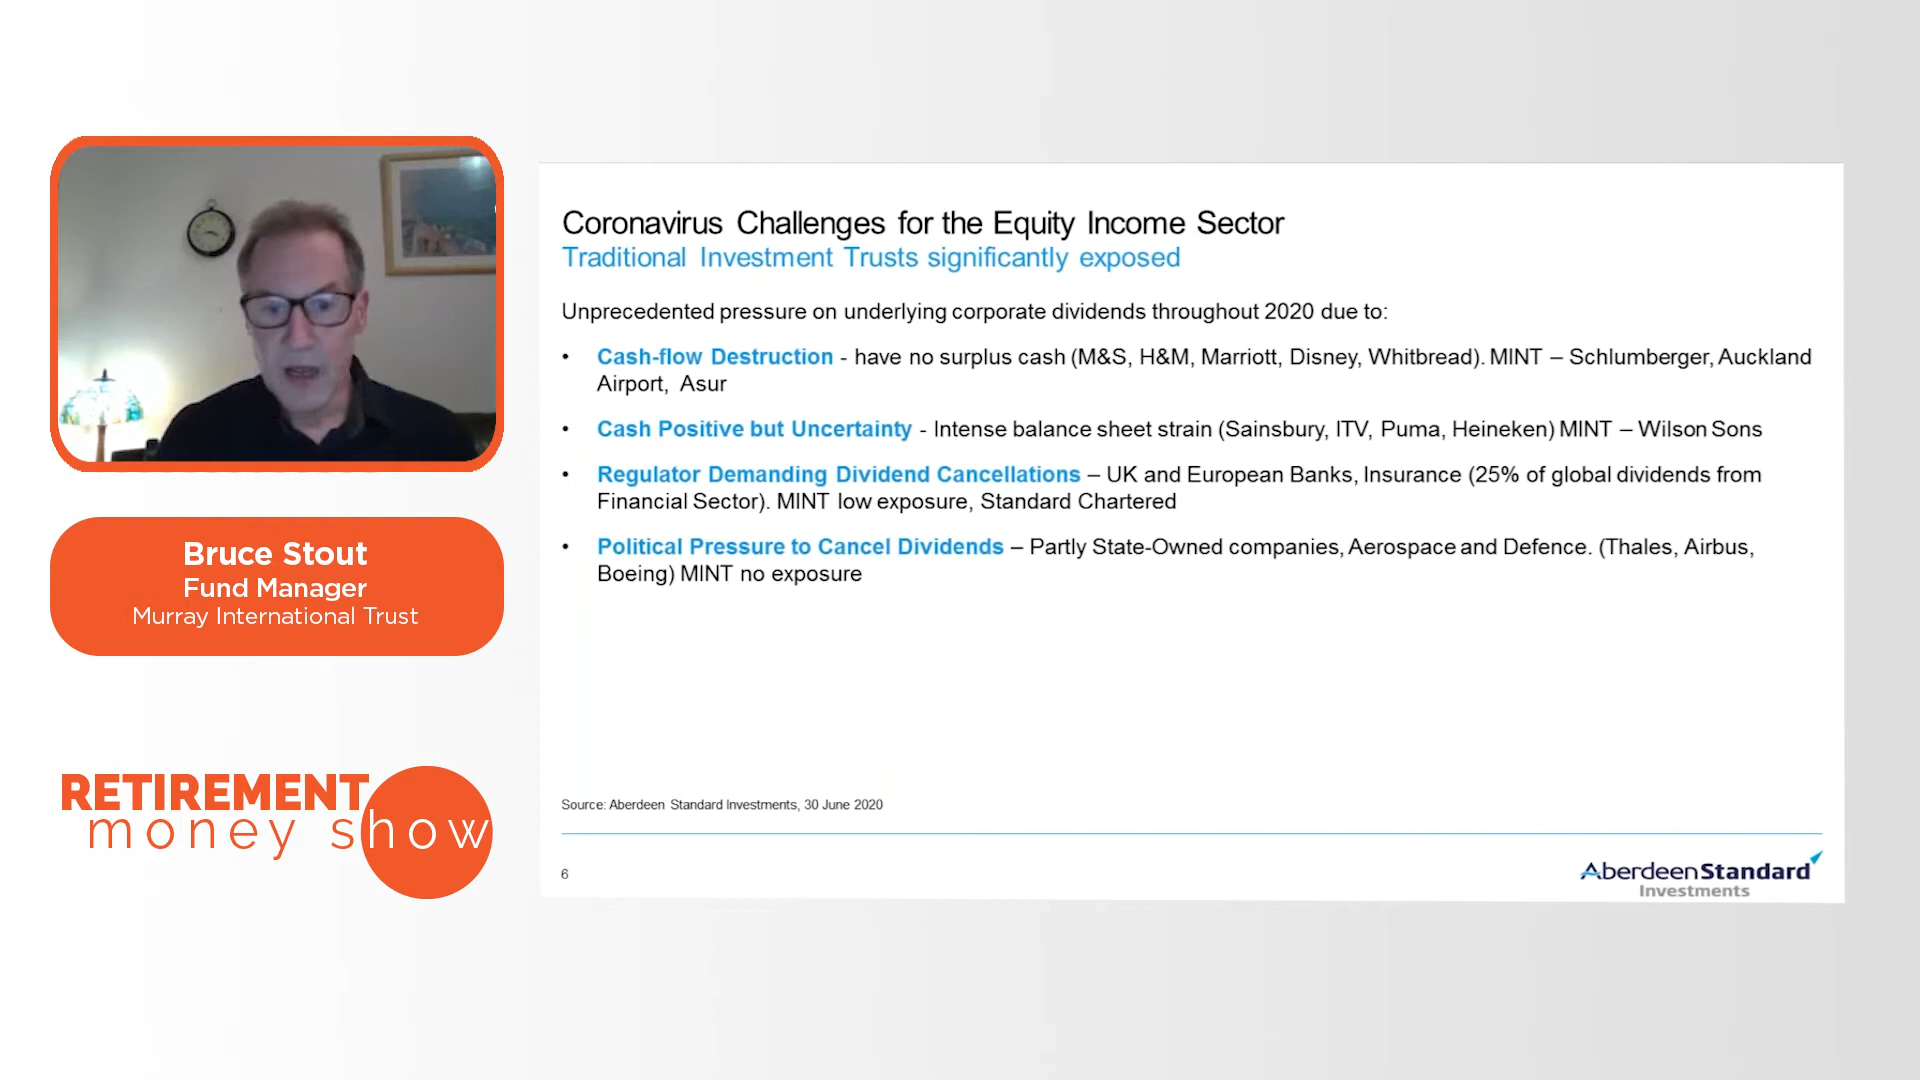 Bruce Stout
Fund Manager
Murray International Trust
RETIREMENT
money show
Coronavirus Challenges for the Equity Income Sector
Traditional Investment Trusts significantly exposed
Unprecedented pressure on underlying corporate dividends throughout 2020 due to:
• Cash-flow Destruction - have no surplus cash (M&S, H&M, Marriott, Disney, Whitbread). MINT – Schlumberger, Auckland
Airport, Asur
• Cash Positive but Uncertainty - Intense balance sheet strain (Sainsbury, ITV, Puma, Heineken) MINT – Wilson Sons
• Regulator Demanding Dividend Cancellations – UK and European Banks, Insurance (25% of global dividends from
Financial Sector). MINT low exposure, Standard Chartered
• Political Pressure to Cancel Dividends – Partly State-Owned companies, Aerospace and Defence. (Thales, Airbus,
Boeing) MINT no exposure
Source: Aberdeen Standard Investments, 30 June 2020
6
AberdeenStandard
Investments